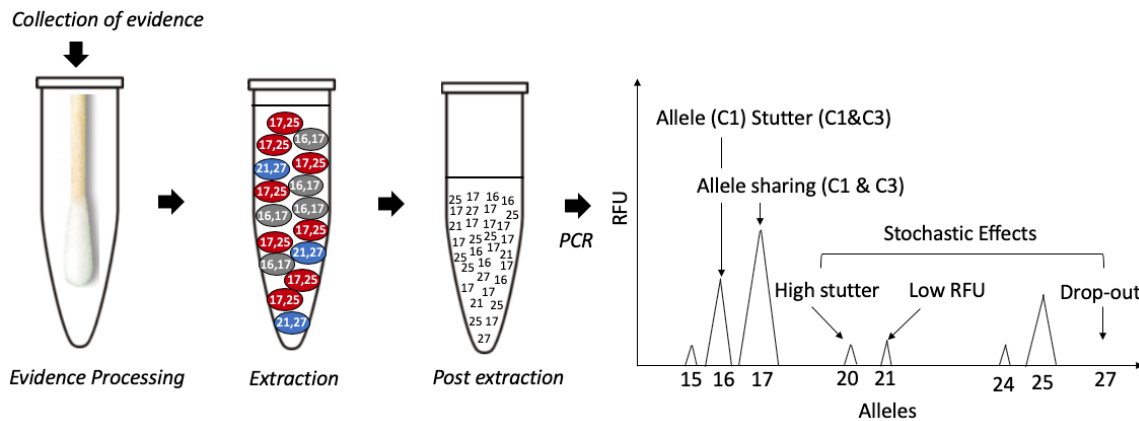 Collection of evidence
17,25
17,25
16,17
21,27
17,25
17,25
16,17
16,17
16,17
17,25
17,25
21,27
16,17
17,25
17,25
21,27
25 17 16 16
17 27 17 25
21 17 17 17
17 25 25 17
25 16 17 21
25 16 17
27 16
17 17
21 25
25 17
27
PCR
Evidence Processing
Extraction
Post extraction
RFU
Allele (C1) Stutter (C1&C3)
Allele sharing (C1 & C3)
Stochastic Effects
High stutter
Low RFU
Drop-out
15 16 17 20 21 24 25 27
Alleles